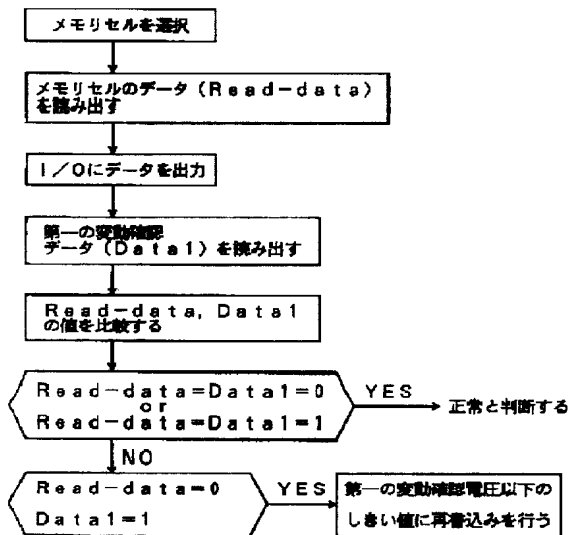 メモリセルを選択
メモリセルのデータ（Read－data）
を読み出す
I／Oにデータを出力
第一の変動確認
データ（Data1）を読み出す
Read－data，Data1
の値を比較する
Read－data＝Data1＝0
or
Read－data＝Data1＝1
YES
正常と判断する
NO
Read－data＝0
Data1＝1
YES
第一の変動確認電圧以下の
しきい値に再書込みを行う